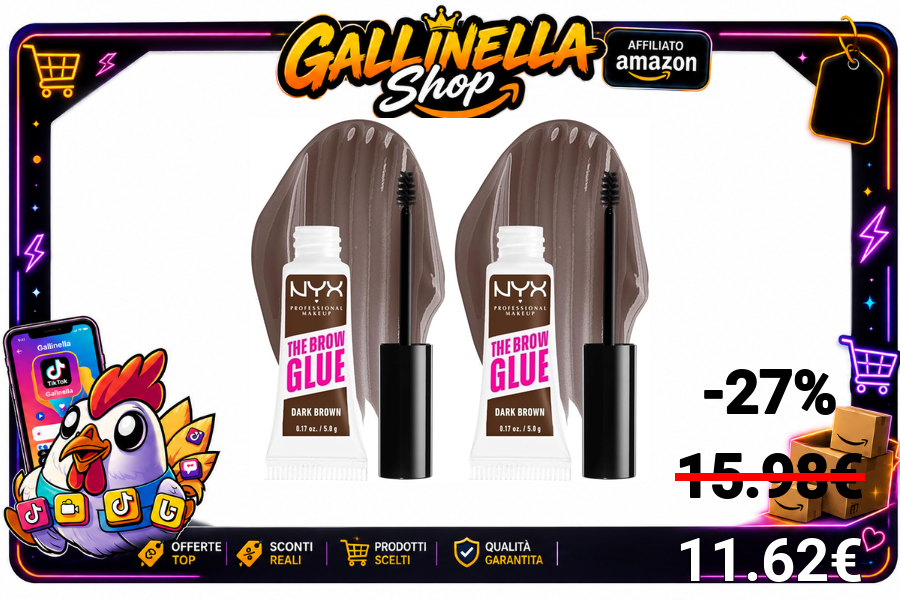 GALLINELLA
Shop
AFFILIATO
amazon
NYX
PROFESSIONAL
MAKEUP
THE BROW
GLUE
DARK BROWN
0.17 oz. / 5.0 g
NYX
PROFESSIONAL
MAKEUP
THE BROW
GLUE
DARK BROWN
0.17 oz. / 5.0 g
Gallinella
TikTok
Gallinella
-27%
15.98€
11.62€
OFFERTE
TOP
SCONTI
REALI
PRODOTTI
SCELTI
QUALITÀ
GARANTITA